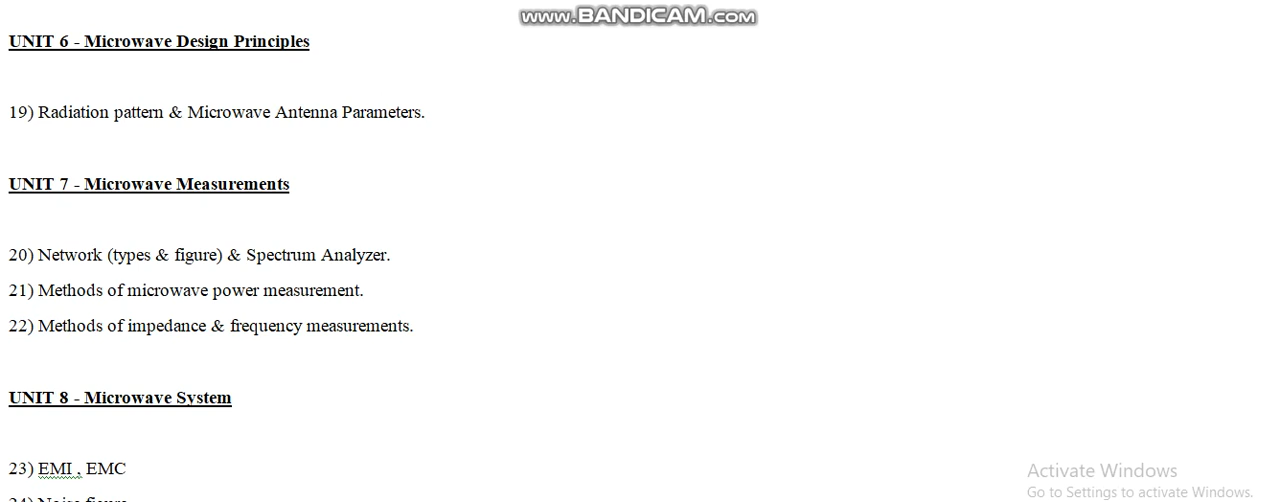 www.BANDICAM.com
UNIT 6 - Microwave Design Principles
19) Radiation pattern & Microwave Antenna Parameters.
UNIT 7 - Microwave Measurements
20) Network (types & figure) & Spectrum Analyzer.
21) Methods of microwave power measurement.
22) Methods of impedance & frequency measurements.
UNIT 8 - Microwave System
23) EMI , EMC
Activate Windows
Go to Settings to activate Windows.